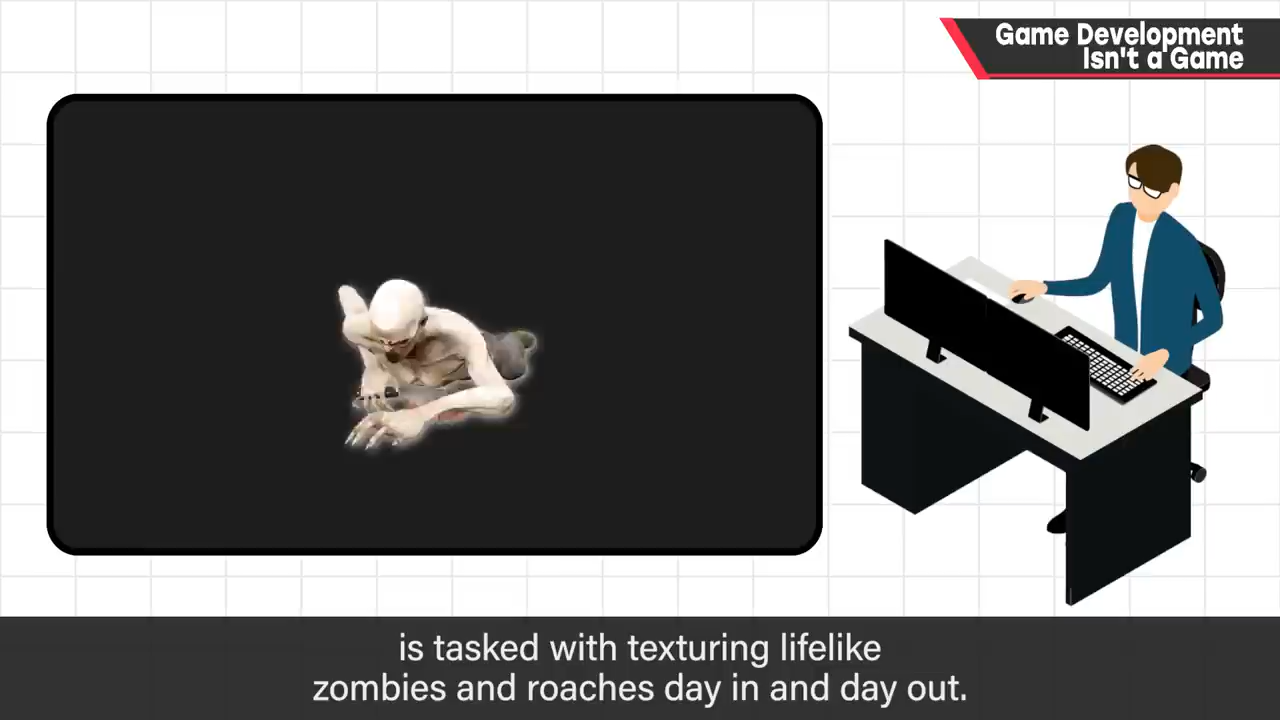 Game Development
Isn't a Game
is tasked with texturing lifelike
zombies and roaches day in and day out.